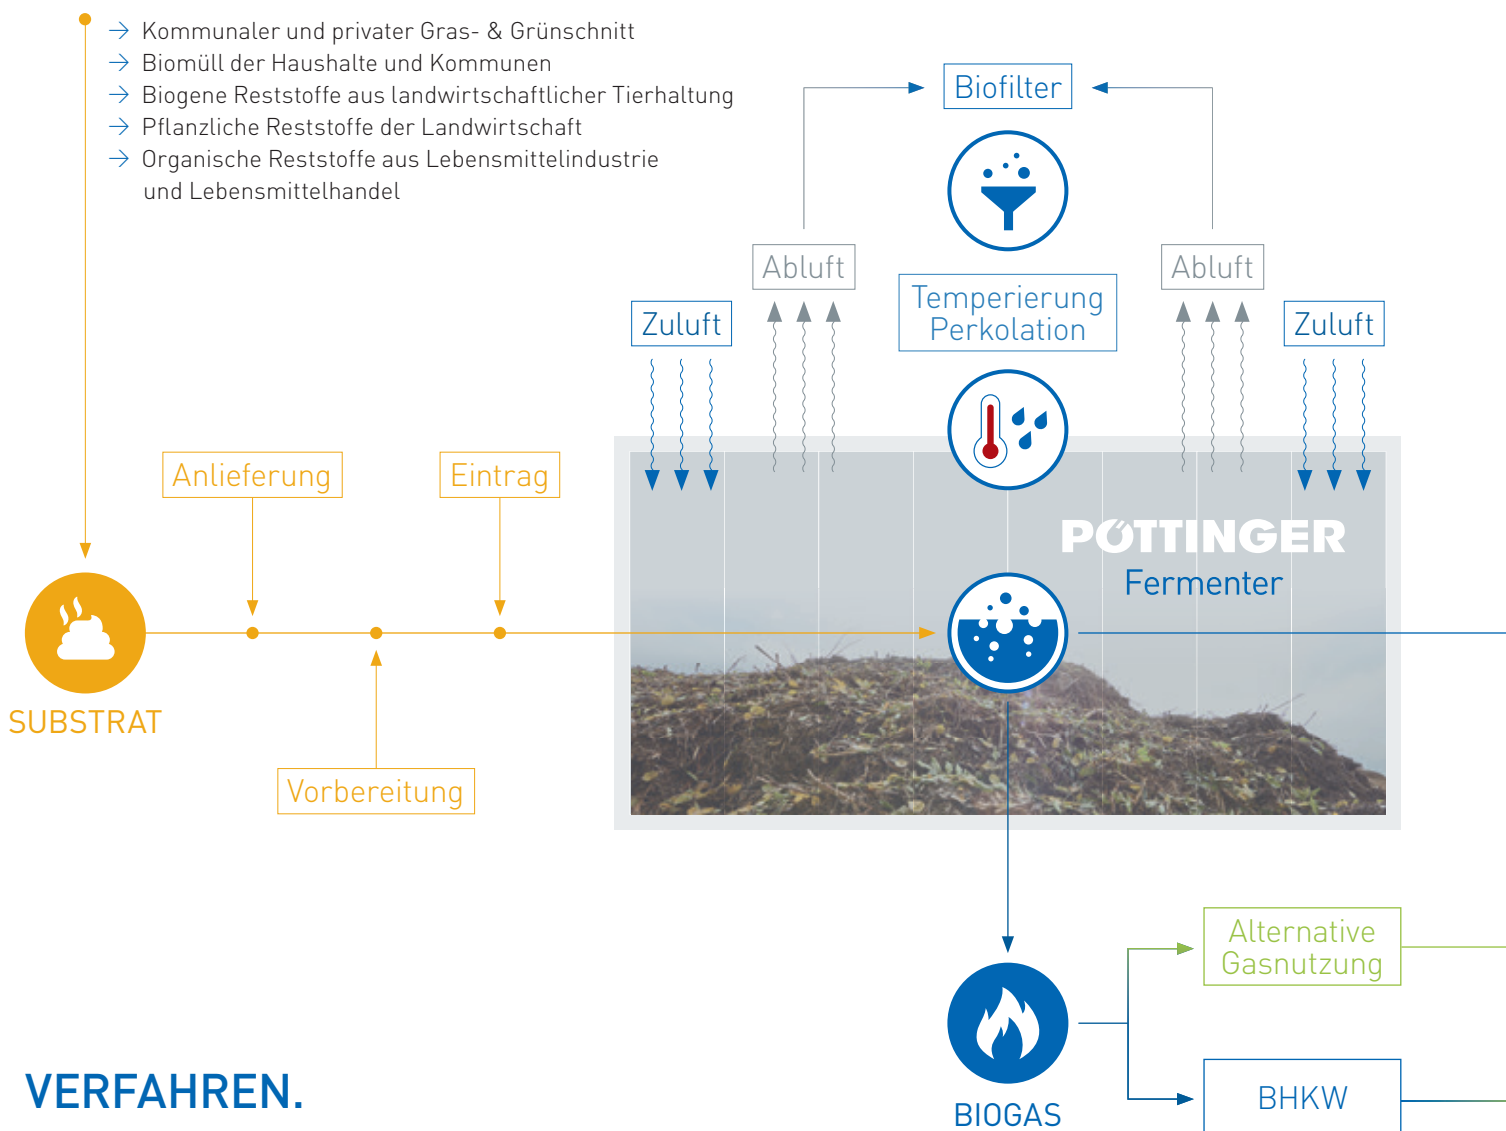 → Kommunaler und privater Gras- & Grünschnitt
→ Biomüll der Haushalte und Kommunen
→ Biogene Reststoffe aus landwirtschaftlicher Tierhaltung
→ Pflanzliche Reststoffe der Landwirtschaft
→ Organische Reststoffe aus Lebensmittelindustrie
und Lebensmittelhandel
Biofilter
Abluft
Abluft
Temperierung
Perkolation
Zuluft
Zuluft
Anlieferung
Eintrag
PÖTTINGER
Fermenter
SUBSTRAT
Vorbereitung
Alternative
Gasnutzung
BHKW
BIOGAS
VERFAHREN.